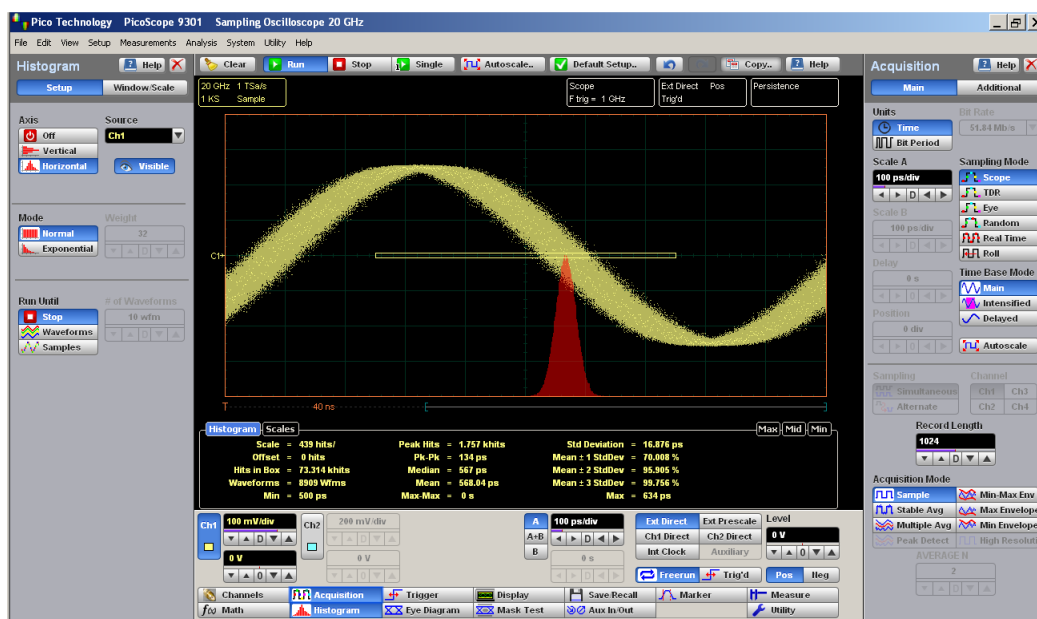 Pico Technology PicoScope 9301 Sampling Oscilloscope 20 GHz
File Edit View Setup Measurements Analysis System Utility Help
Histogram Help
Setup Window/Scale
Axis Source
Off Ch1
Vertical
Horizontal Visible
Mode Weight
Normal 32
Exponential D
Run Until # of Waveforms
Stop 10 wfm
Waveforms D
Samples
Clear Run Stop 1 Single Autoscale.. Default Setup.. Copy.. Help
20 GHz 1 TSa/s
1 KS Sample
Scope
F trig = 1 GHz
Ext Direct Pos
Trig'd
Persistence
C1
T 40 ns
Histogram Scales Max Mid Min
Scale = 439 hits/ Peak Hits = 1.757 khits Std Deviation = 16.876 ps
Offset = 0 hits Pk-Pk = 134 ps Mean ± 1 StdDev = 70.008 %
Hits in Box = 73.314 khits Median = 567 ps Mean ± 2 StdDev = 95.905 %
Waveforms = 8909 Wfms Mean = 568.04 ps Mean ± 3 StdDev = 99.756 %
Min = 500 ps Max-Max = 0 s Max = 634 ps
Ch1 100 mV/div Ch2 200 mV/div A 100 ps/div Ext Direct Ext Prescale Level
D D A+B D Ch1 Direct Ch2 Direct 0 V
0 V 0 V B 0 s Int Clock Auxiliary 0
0 0 D Freerun Trig'd Pos Neg
Channels Acquisition Trigger Display Save/Recall Marker Measure
f(x) Math Histogram Eye Diagram Mask Test Aux In/Out Utility
Acquisition Help
Main Additional
Units Bit Rate
Time 51.84 Mb/s
Bit Period
Scale A Sampling Mode
100 ps/div Scope
D TDR
Scale B Eye
100 ps/div Random
D Real Time
Roll
Delay
0 s Time Base Mode
D Main
Intensified
Position Delayed
0 div
D Autoscale
Sampling Channel
Simultaneous Ch1 Ch3
Alternate Ch2 Ch4
Record Length
1024
D
Acquisition Mode
Sample Min-Max Env
Stable Avg Max Envelope
Multiple Avg Min Envelope
Peak Detect High Resoluti
AVERAGE N
2
D